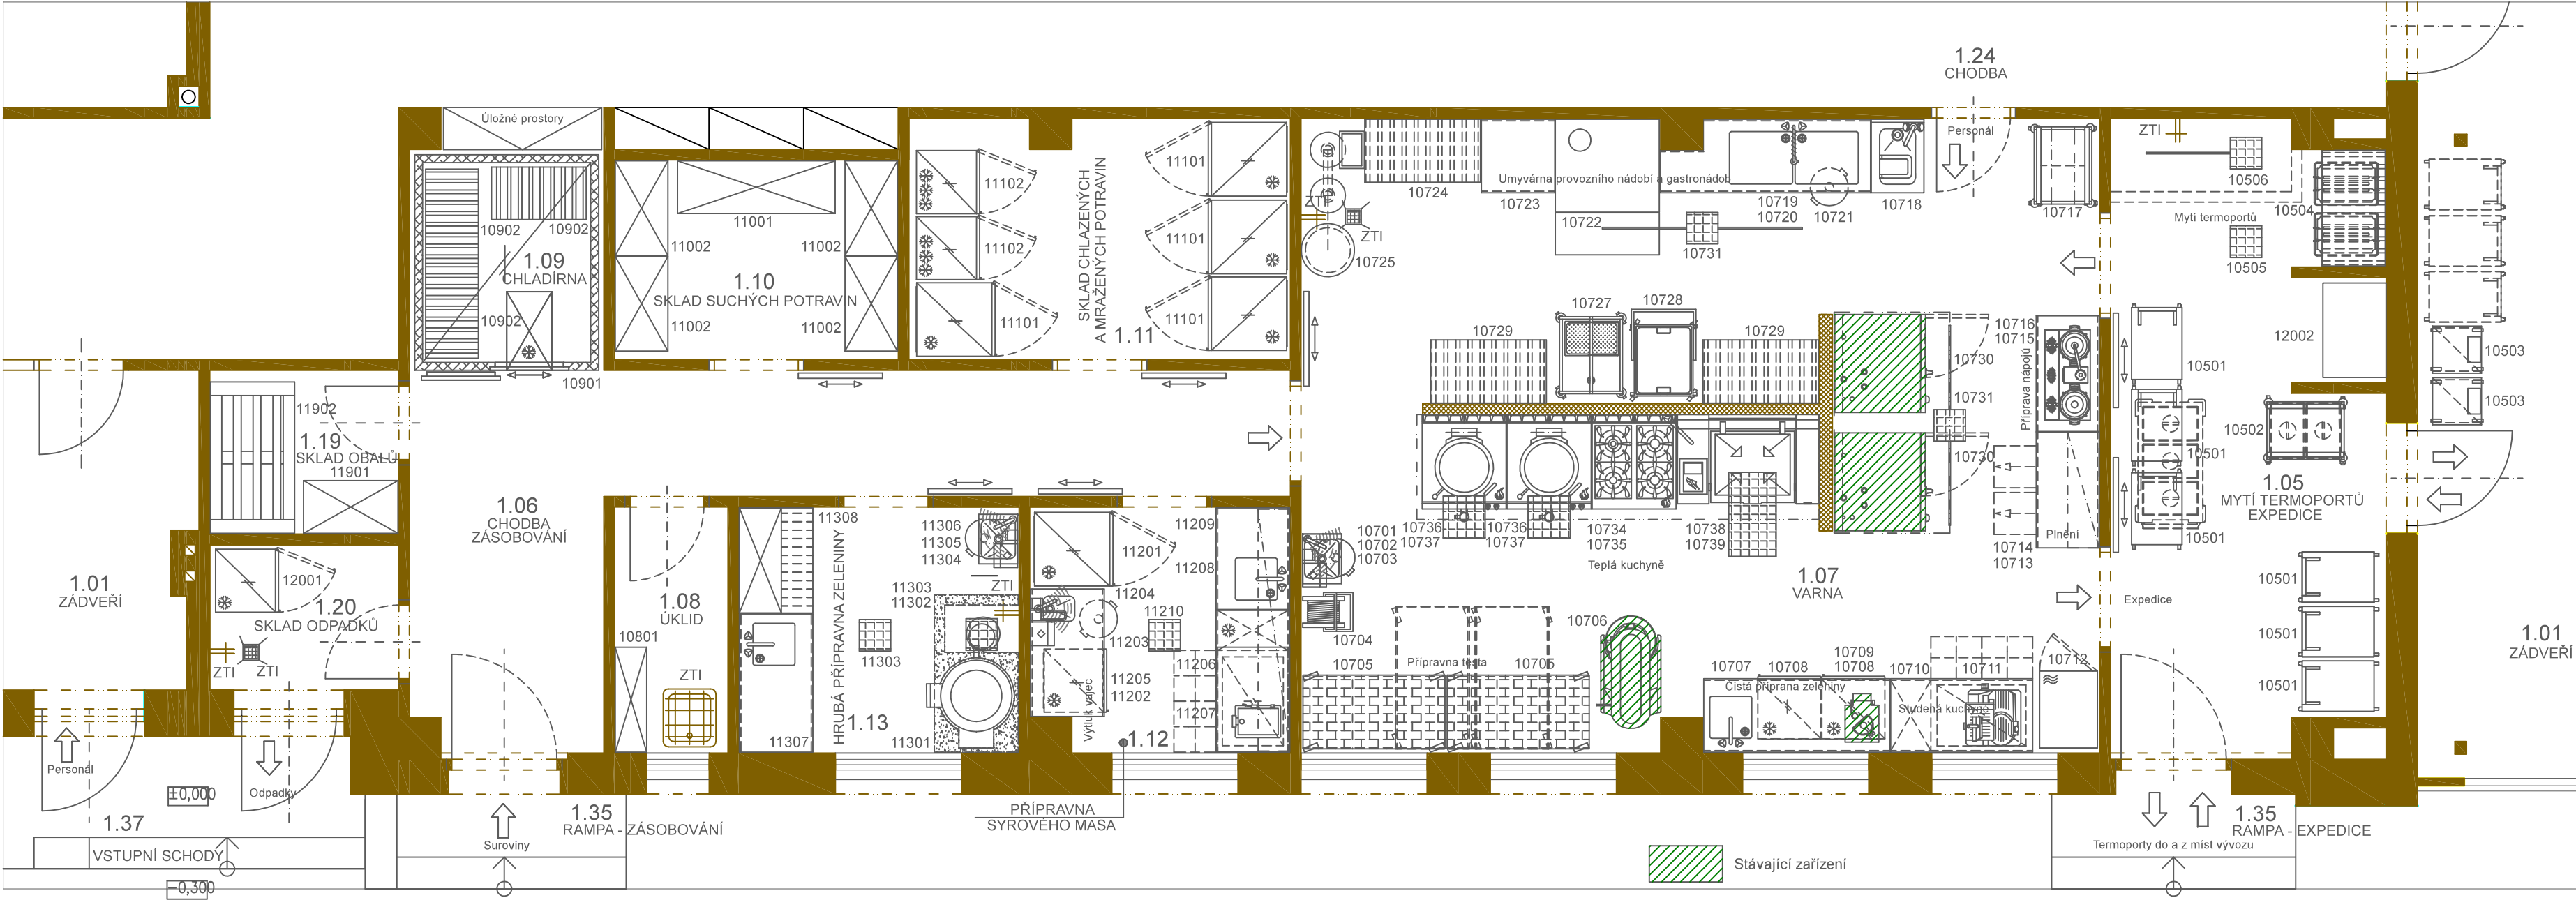 1.24
CHODBA
Personál
Úložné prostory
10902
10902
10902
1.09
CHLADÍRNA
10901
11001
11002
11002
11002
11002
1.10
SKLAD SUCHÝCH POTRAVIN
11102
11102
11101
SKLAD CHLAZENÝCH
A MRAŽENÝCH POTRAVIN
1.11
11101
11101
11101
10724
10723
Umyvárna provozního nádobí a gastronádob
10722
10719
10720
10721
10718
10717
ZTI
ZTI
10725
10731
ZTI
10506
10504
Mytí termoportů
10505
12002
10727
10728
10729
10729
10730
10731
10730
10716
10715
Příprava nápojů
Plnění
10714
10713
10501
10501
10501
10502
10503
10503
1.05
MYTÍ TERMOPORTŮ
EXPEDICE
10501
10501
10501
11902
1.19
SKLAD OBALŮ
11901
1.06
CHODBA
ZÁSOBOVÁNÍ
1.01
ZÁDVEŘÍ
12001
1.20
SKLAD ODPADKŮ
ZTI
ZTI
1.08
ÚKLID
10801
ZTI
11308
HRUBÁ PŘÍPRAVNA ZELENINY
1.13
11306
11305
11304
11303
11302
ZTI
11303
11301
11307
11201
11204
11203
11205
11202
Výtluk vajec
11209
11208
11210
11206
11207
1.12
PŘÍPRAVNA
SYROVÉHO MASA
10701
10702
10703
10704
10705
10705
Přípravna těsta
10706
10736
10737
10736
10737
10734
10735
10738
10739
Teplá kuchyně
1.07
VARNA
10707
10708
10709
10708
10710
10711
10712
Čistá příprana zeleniny
Studená kuchyně
Expedice
1.01
ZÁDVEŘÍ
Personál
Odpadky
±0,000
1.37
VSTUPNÍ SCHODY
-0,300
1.35
RAMPA - ZÁSOBOVÁNÍ
Suroviny
1.35
RAMPA - EXPEDICE
Termoporty do a z míst vývozu
Stávající zařízení